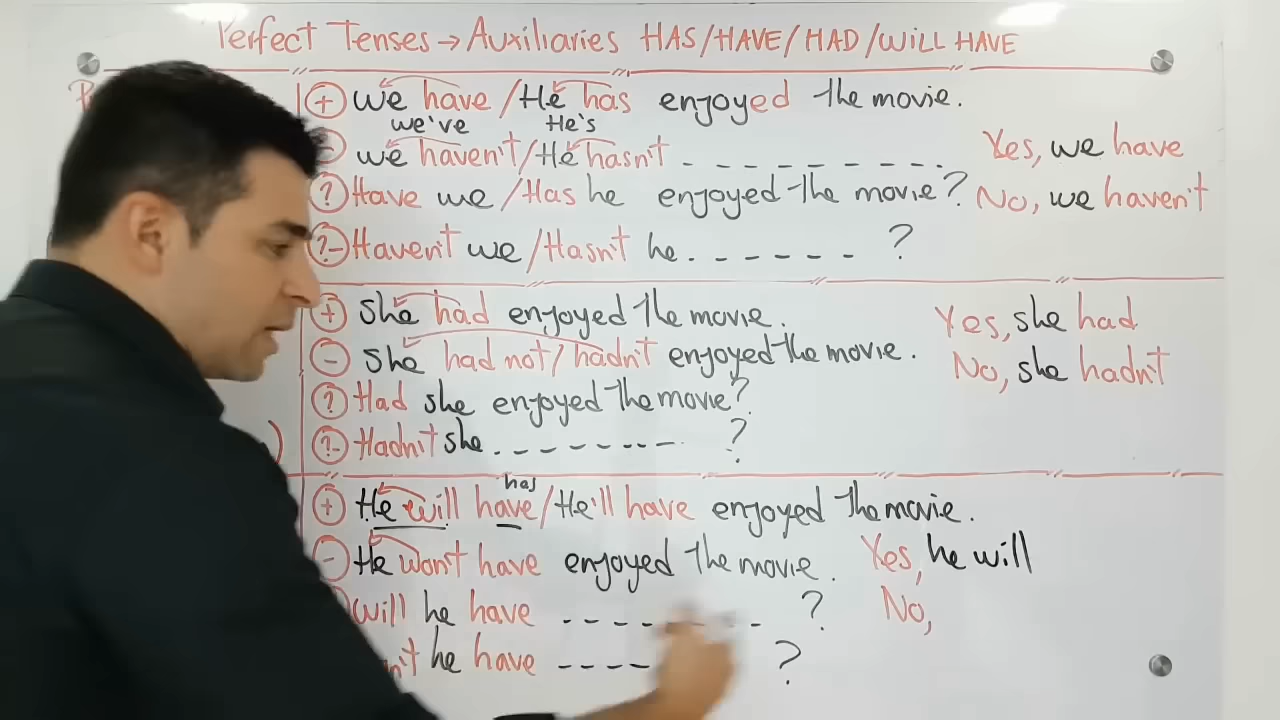 Perfect Tenses → Auxiliaries HAS/HAVE/HAD/WILL HAVE
(+) We have /He has enjoyed the movie.
we've He's
we haven't/He hasn't - - - - - - - - - . Yes, we have
(?) Have we /Has he enjoyed the movie? No, we haven't
(?-) Haven't we /Hasn't he - - - - - - ?
(+) She had enjoyed the movie. Yes, she had
(-) She had not/hadn't enjoyed the movie. No, she hadn't
(?) Had she enjoyed the movie?
(?-) Hadn't she - - - - - - - ?
has
(+) He will have/He'll have enjoyed the movie.
(-) He won't have enjoyed the movie. Yes, he will
Will he have - - - - - - - ? No,
he have - - - - ?